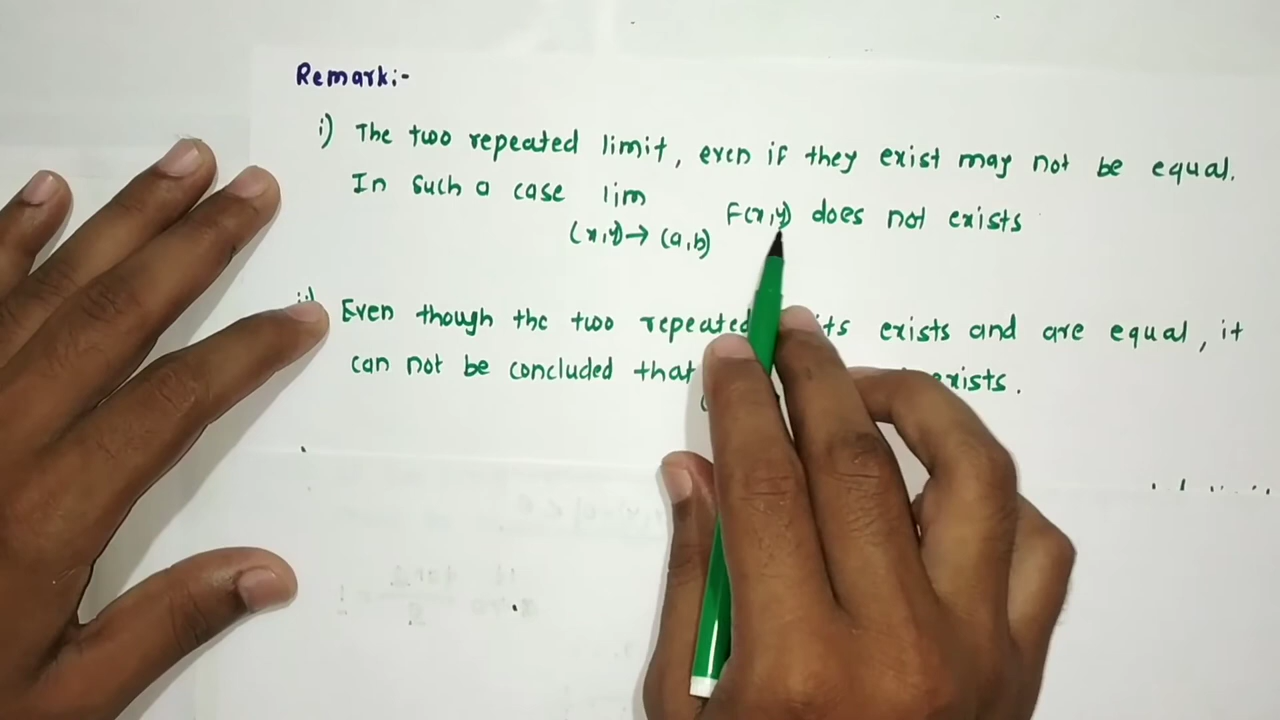 Remark:-
i) The two repeated limit, even if they exist may not be equal.
In such a case lim F(x,y) does not exists
(x,y)→ (a,b)
Even though the two repeated exists and are equal, it
can not be concluded that exists.